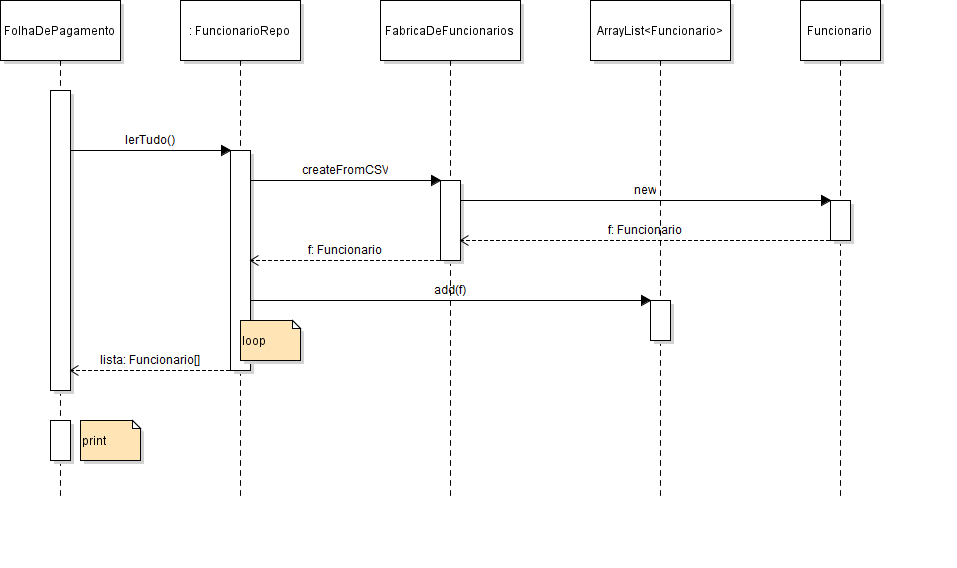 FolhaDePagamento
: FuncionarioRepo
FabricaDeFuncionarios
ArrayList<Funcionario>
Funcionario
lerTudo()
createFromCSV
new
f: Funcionario
f: Funcionario
add(f)
loop
lista: Funcionario[]
print